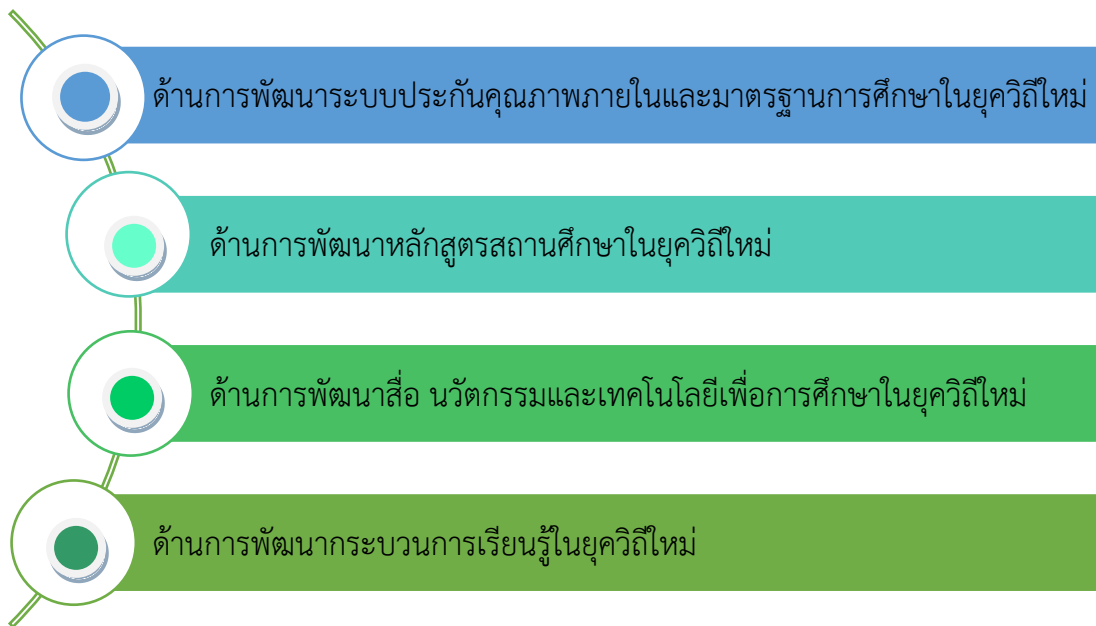 ด้านการพัฒนาระบบประกันคุณภาพภายในและมาตรฐานการศึกษาในยุควิถีใหม่
ด้านการพัฒนาหลักสูตรสถานศึกษาในยุควิถีใหม่
ด้านการพัฒนาสื่อ นวัตกรรมและเทคโนโลยีเพื่อการศึกษาในยุควิถีใหม่
ด้านการพัฒนากระบวนการเรียนรู้ในยุควิถีใหม่